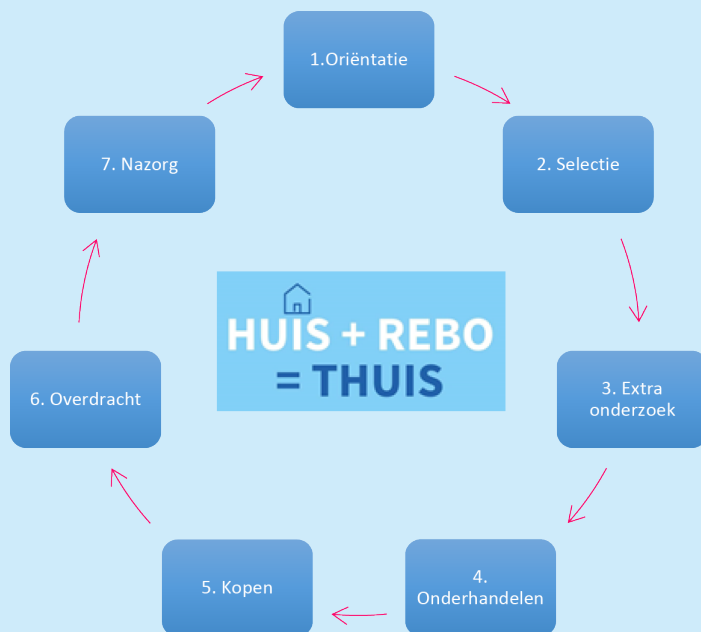 1.Oriëntatie
2. Selectie
3. Extra
onderzoek
4.
Onderhandelen
5. Kopen
6. Overdracht
7. Nazorg
HUIS + REBO
= THUIS